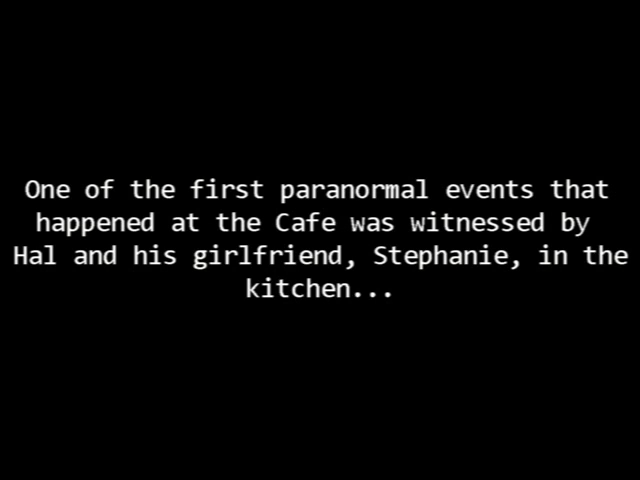 One of the first paranormal events that
happened at the Cafe was witnessed by
Hal and his girlfriend, Stephanie, in the
kitchen...